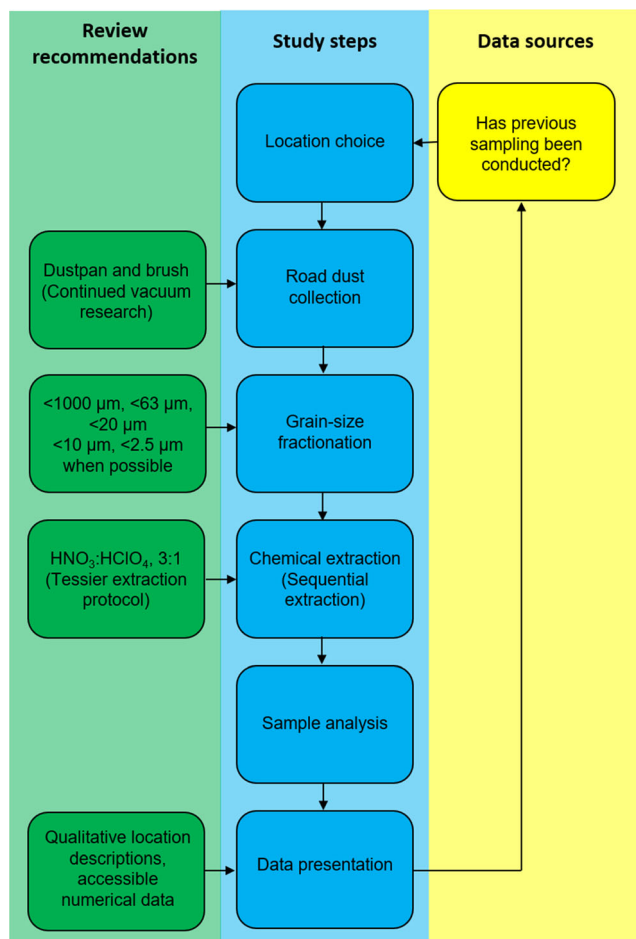 Review
recommendations
Study steps
Data sources
Location choice
Has previous
sampling been
conducted?
Dustpan and brush
(Continued vacuum
research)
Road dust
collection
<1000 µm, <63 µm,
<20 µm
<10 µm, <2.5 µm
when possible
Grain-size
fractionation
HNO₃:HClO₄, 3:1
(Tessier extraction
protocol)
Chemical extraction
(Sequential
extraction)
Sample analysis
Qualitative location
descriptions,
accessible
numerical data
Data presentation